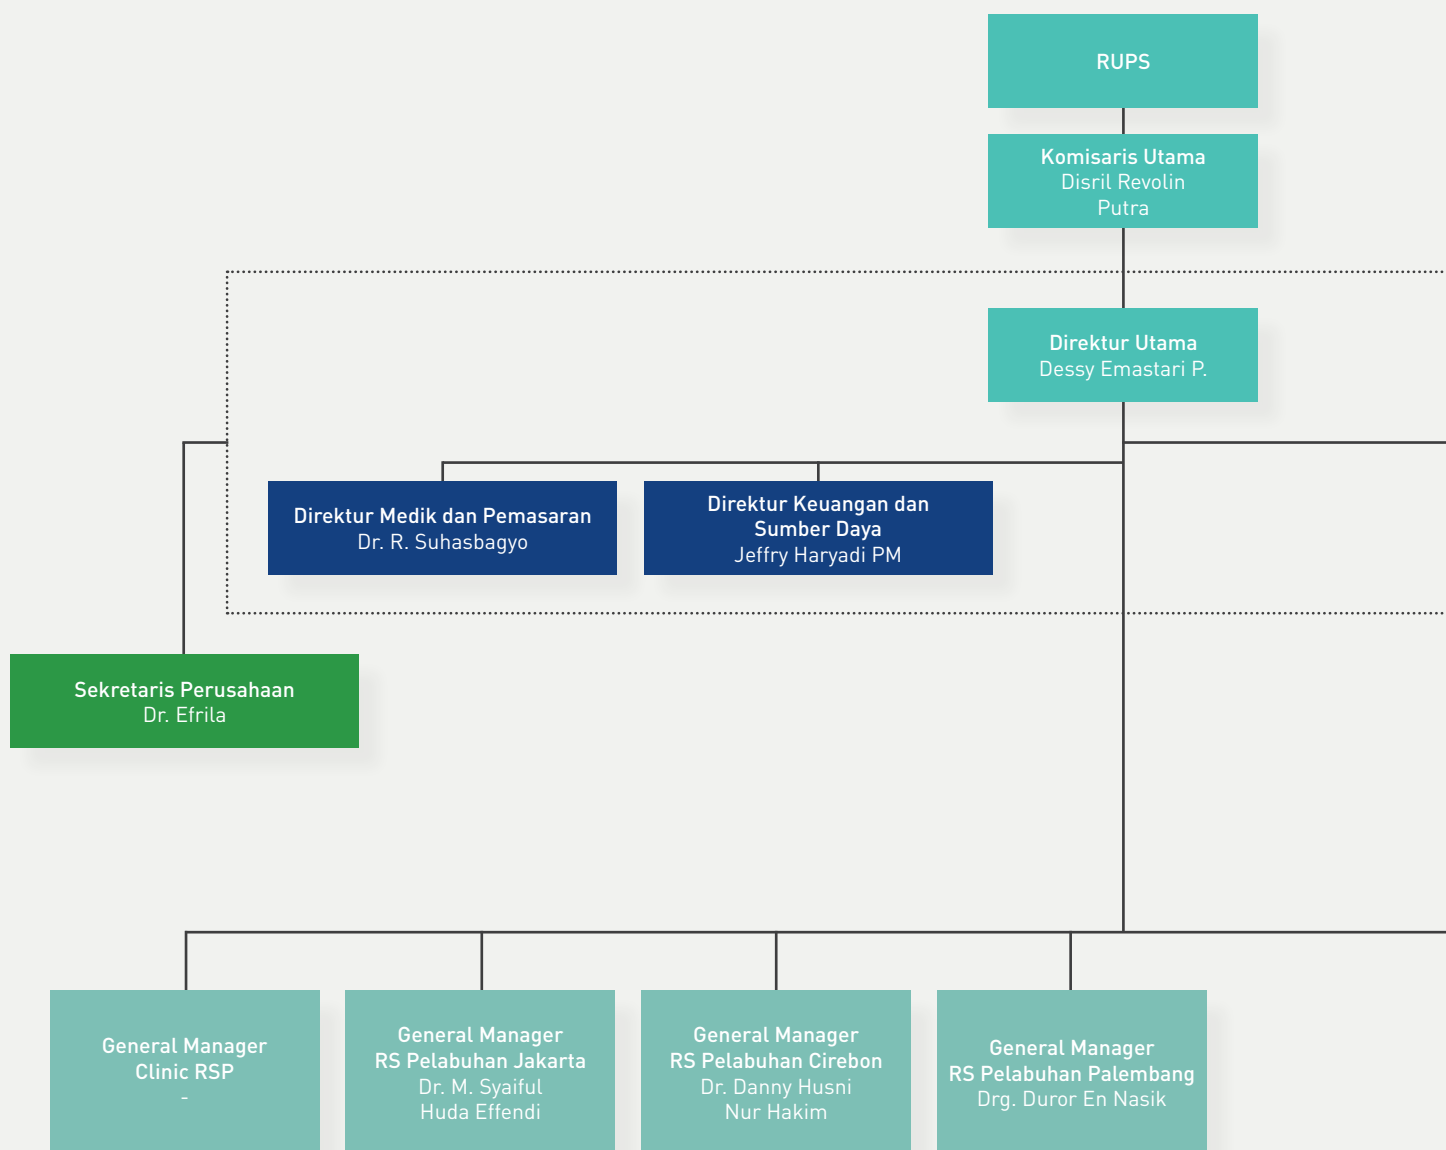 RUPS
Komisaris Utama
Disril Revolin
Putra
Direktur Utama
Dessy Emastari P.
Direktur Medik dan Pemasaran
Dr. R. Suhasbagyo
Direktur Keuangan dan
Sumber Daya
Jeffry Haryadi PM
Sekretaris Perusahaan
Dr. Efrila
General Manager
Clinic RSP
-
General Manager
RS Pelabuhan Jakarta
Dr. M. Syaiful
Huda Effendi
General Manager
RS Pelabuhan Cirebon
Dr. Danny Husni
Nur Hakim
General Manager
RS Pelabuhan Palembang
Drg. Duror En Nasik